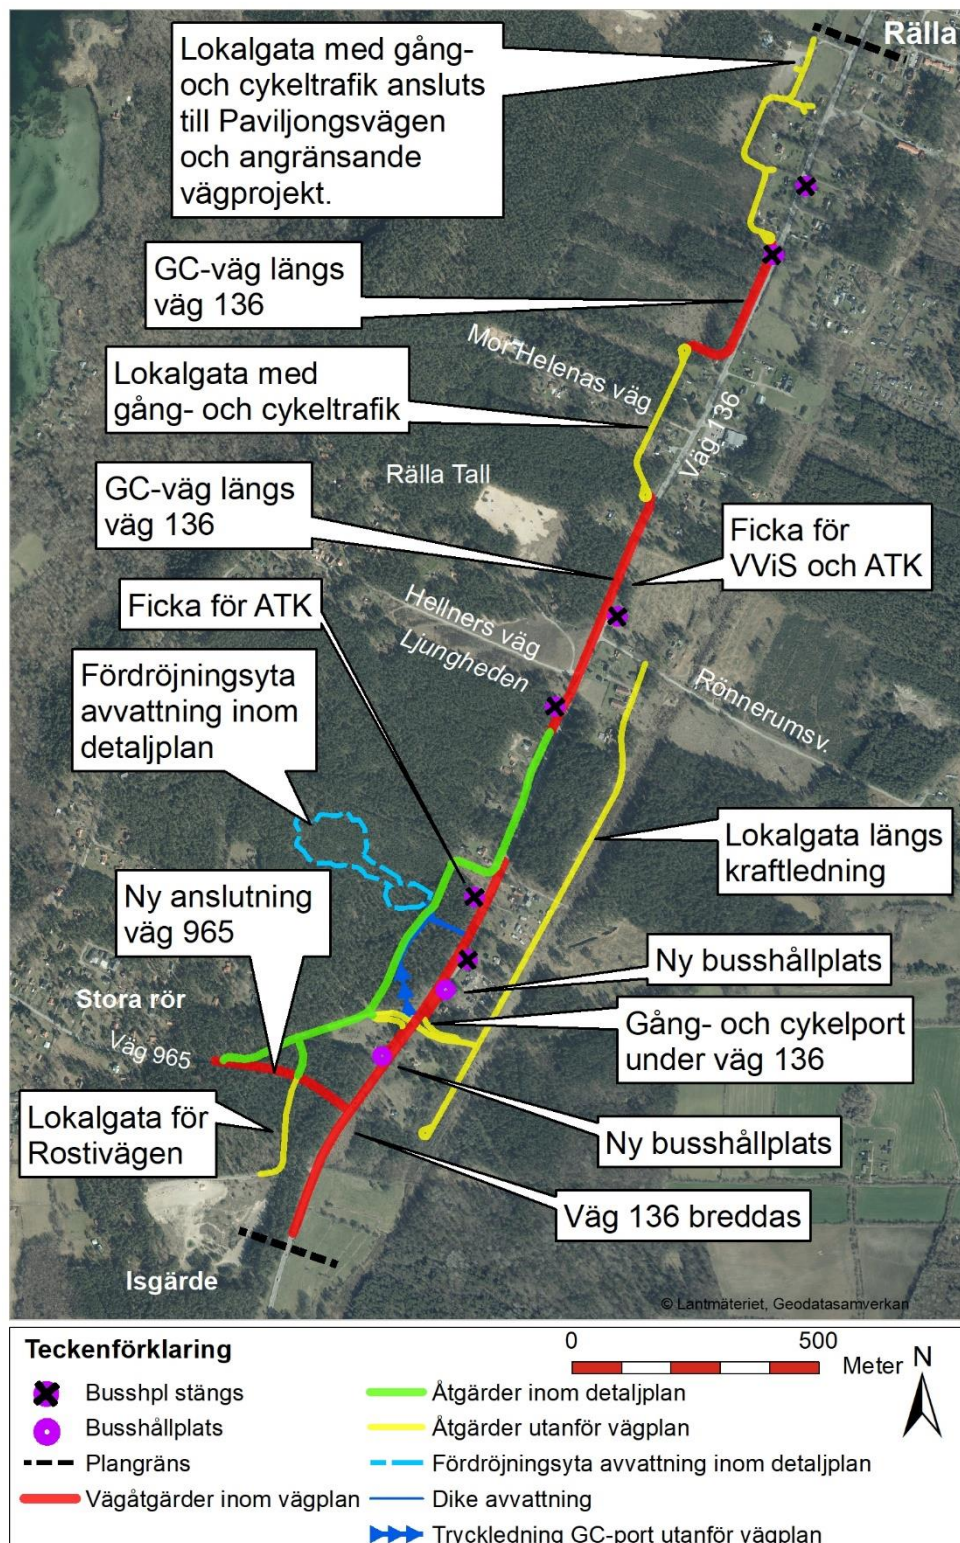 Rälla
Lokalgata med gång-
och cykeltrafik ansluts
till Paviljongsvägen
och angränsande
vägprojekt.
GC-väg längs
väg 136
Mor Helenas väg
Lokalgata med
gång- och cykeltrafik
Väg 136
Rälla Tall
GC-väg längs
väg 136
Ficka för
VViS och ATK
Ficka för ATK
Hellners väg
Ljungheden
Rönnerumsv.
Fördröjningsyta
avvattning inom
detaljplan
Lokalgata längs
kraftledning
Ny anslutning
väg 965
Ny busshållplats
Stora rör
Väg 965
Gång- och cykelport
under väg 136
Lokalgata för
Rostivägen
Ny busshållplats
Väg 136 breddas
Isgärde
© Lantmäteriet, Geodatasamverkan
Teckenförklaring
0 500
Meter
N
Busshpl stängs
Busshållplats
Plangräns
Vägåtgärder inom vägplan
Åtgärder inom detaljplan
Åtgärder utanför vägplan
Fördröjningsyta avvattning inom detaljplan
Dike avvattning
Tryckledning GC-port utanför vägplan